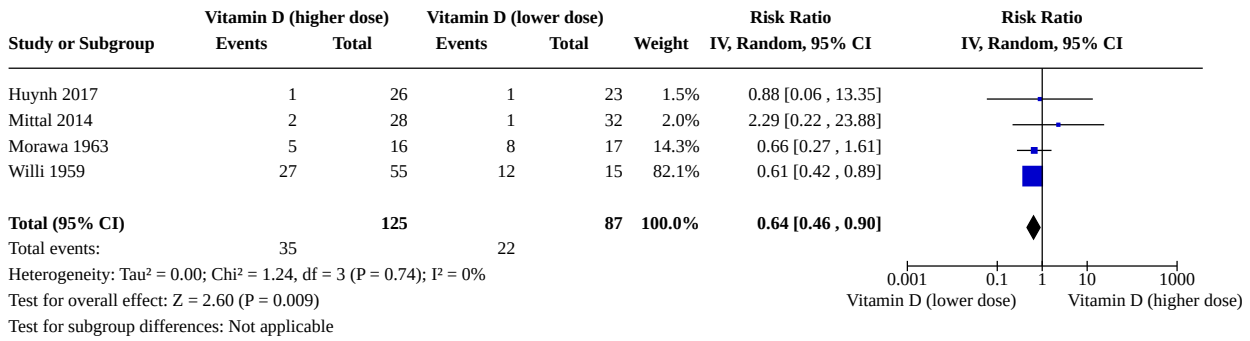 Vitamin D (higher dose) Vitamin D (lower dose) Risk Ratio Risk Ratio
Study or Subgroup Events Total Events Total Weight IV, Random, 95% CI IV, Random, 95% CI
Huynh 2017 1 26 1 23 1.5% 0.88 [0.06 , 13.35]
Mittal 2014 2 28 1 32 2.0% 2.29 [0.22 , 23.88]
Morawa 1963 5 16 8 17 14.3% 0.66 [0.27 , 1.61]
Willi 1959 27 55 12 15 82.1% 0.61 [0.42 , 0.89]
Total (95% CI) 125 87 100.0% 0.64 [0.46 , 0.90]
Total events: 35 22
Heterogeneity: Tau² = 0.00; Chi² = 1.24, df = 3 (P = 0.74); I² = 0%
0.001 0.1 1 10 1000
Test for overall effect: Z = 2.60 (P = 0.009)
Vitamin D (lower dose) Vitamin D (higher dose)
Test for subgroup differences: Not applicable